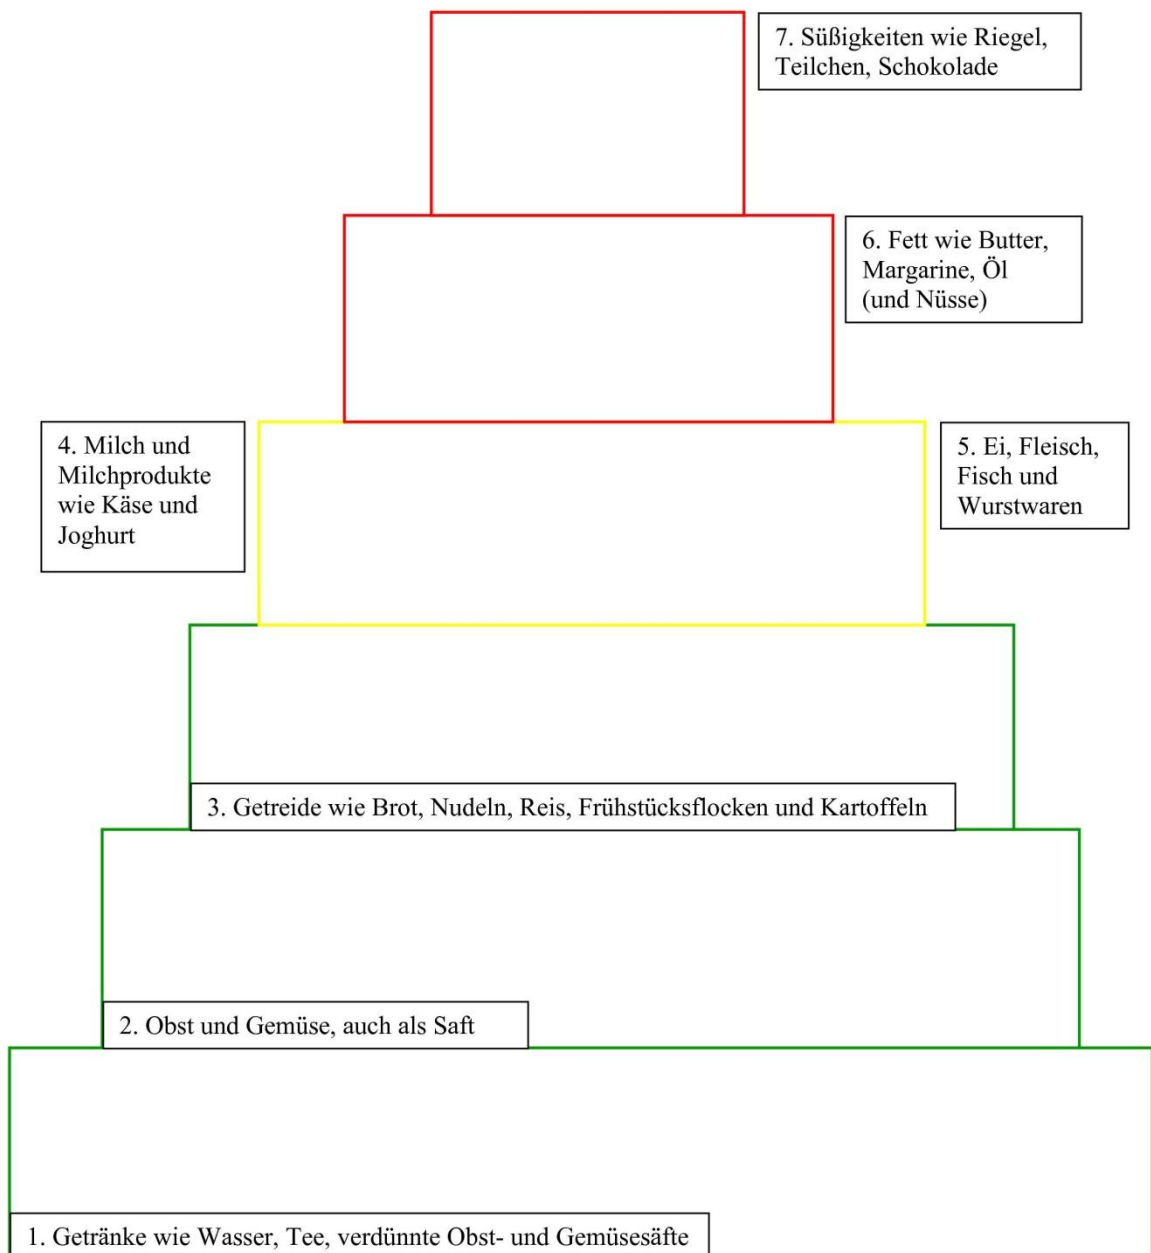 7. Süßigkeiten wie Riegel,
Teilchen, Schokolade
6. Fett wie Butter,
Margarine, Öl
(und Nüsse)
4. Milch und
Milchprodukte
wie Käse und
Joghurt
5. Ei, Fleisch,
Fisch und
Wurstwaren
3. Getreide wie Brot, Nudeln, Reis, Frühstücksflocken und Kartoffeln
2. Obst und Gemüse, auch als Saft
1. Getränke wie Wasser, Tee, verdünnte Obst- und Gemüsesäfte